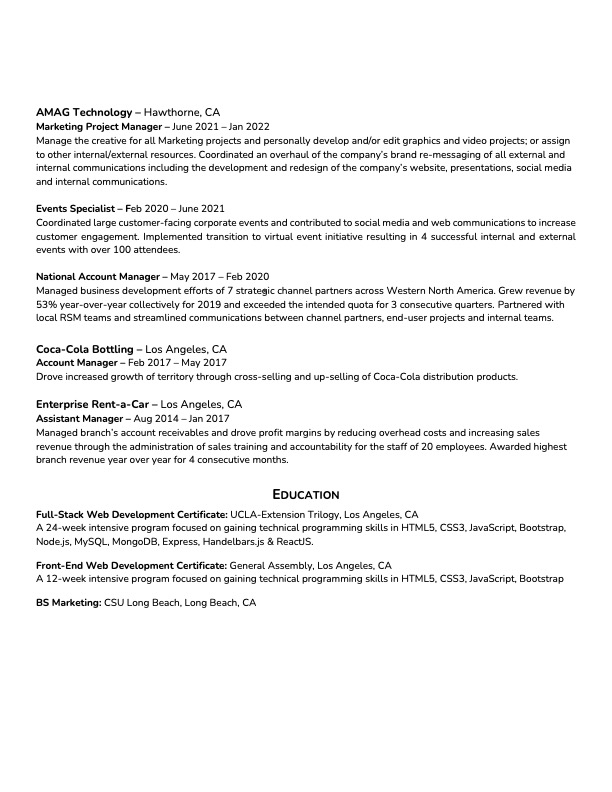 AMAG Technology – Hawthorne, CA
Marketing Project Manager – June 2021 – Jan 2022
Manage the creative for all Marketing projects and personally develop and/or edit graphics and video projects; or assign
to other internal/external resources. Coordinated an overhaul of the company's brand re-messaging of all external and
internal communications including the development and redesign of the company's website, presentations, social media
and internal communications.
Events Specialist – Feb 2020 – June 2021
Coordinated large customer-facing corporate events and contributed to social media and web communications to increase
customer engagement. Implemented transition to virtual event initiative resulting in 4 successful internal and external
events with over 100 attendees.
National Account Manager – May 2017 – Feb 2020
Managed business development efforts of 7 strategic channel partners across Western North America. Grew revenue by
53% year-over-year collectively for 2019 and exceeded the intended quota for 3 consecutive quarters. Partnered with
local RSM teams and streamlined communications between channel partners, end-user projects and internal teams.
Coca-Cola Bottling – Los Angeles, CA
Account Manager – Feb 2017 – May 2017
Drove increased growth of territory through cross-selling and up-selling of Coca-Cola distribution products.
Enterprise Rent-a-Car – Los Angeles, CA
Assistant Manager – Aug 2014 – Jan 2017
Managed branch's account receivables and drove profit margins by reducing overhead costs and increasing sales
revenue through the administration of sales training and accountability for the staff of 20 employees. Awarded highest
branch revenue year over year for 4 consecutive months.
EDUCATION
Full-Stack Web Development Certificate: UCLA-Extension Trilogy, Los Angeles, CA
A 24-week intensive program focused on gaining technical programming skills in HTML5, CSS3, JavaScript, Bootstrap,
Node.js, MySQL, MongoDB, Express, Handelbars.js & ReactJS.
Front-End Web Development Certificate: General Assembly, Los Angeles, CA
A 12-week intensive program focused on gaining technical programming skills in HTML5, CSS3, JavaScript, Bootstrap
BS Marketing: CSU Long Beach, Long Beach, CA